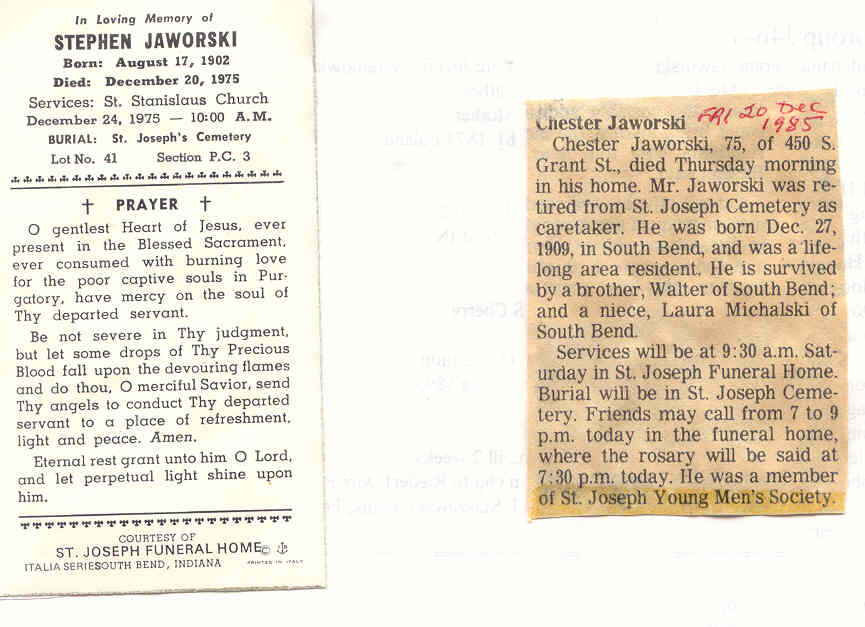 In Loving Memory of
STEPHEN JAWORSKI
Born: August 17, 1902
Died: December 20, 1975
Services: St. Stanislaus Church
December 24, 1975 — 10:00 A.M.
BURIAL: St. Joseph's Cemetery
Lot No. 41 Section P.C. 3
† PRAYER †
O gentlest Heart of Jesus, ever
present in the Blessed Sacrament,
ever consumed with burning love
for the poor captive souls in Pur-
gatory, have mercy on the soul of
Thy departed servant.
Be not severe in Thy judgment,
but let some drops of Thy Precious
Blood fall upon the devouring flames
and do thou, O merciful Savior, send
Thy angels to conduct Thy departed
servant to a place of refreshment,
light and peace. Amen.
Eternal rest grant unto him O Lord,
and let perpetual light shine upon
him.
COURTESY OF
ST. JOSEPH FUNERAL HOME©
ITALIA SERIESOUTH BEND, INDIANA PRINTED IN ITALY
FRI 20 Dec
1985
Chester Jaworski
Chester Jaworski, 75, of 450 S.
Grant St., died Thursday morning
in his home. Mr. Jaworski was re-
tired from St. Joseph Cemetery as
caretaker. He was born Dec. 27,
1909, in South Bend, and was a life-
long area resident. He is survived
by a brother, Walter of South Bend;
and a niece, Laura Michalski of
South Bend.
Services will be at 9:30 a.m. Sat-
urday in St. Joseph Funeral Home.
Burial will be in St. Joseph Ceme-
tery. Friends may call from 7 to 9
p.m. today in the funeral home,
where the rosary will be said at
7:30 p.m. today. He was a member
of St. Joseph Young Men's Society.